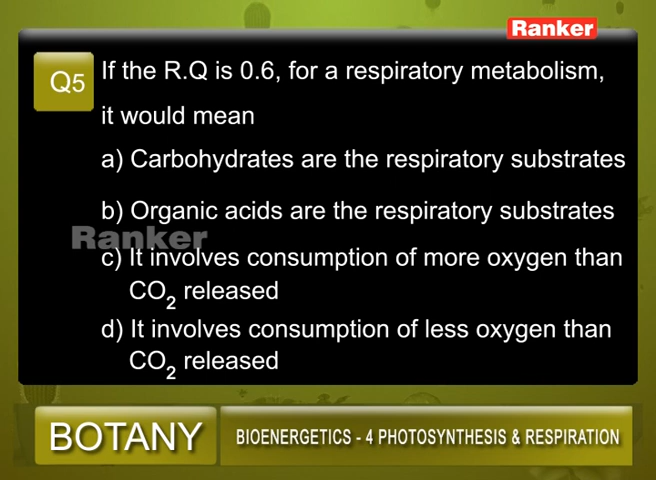 Ranker
Q5
If the R.Q is 0.6, for a respiratory metabolism,
it would mean
a) Carbohydrates are the respiratory substrates
b) Organic acids are the respiratory substrates
Ranker
c) It involves consumption of more oxygen than
CO₂ released
d) It involves consumption of less oxygen than
CO₂ released
BOTANY
BIOENERGETICS - 4 PHOTOSYNTHESIS & RESPIRATION